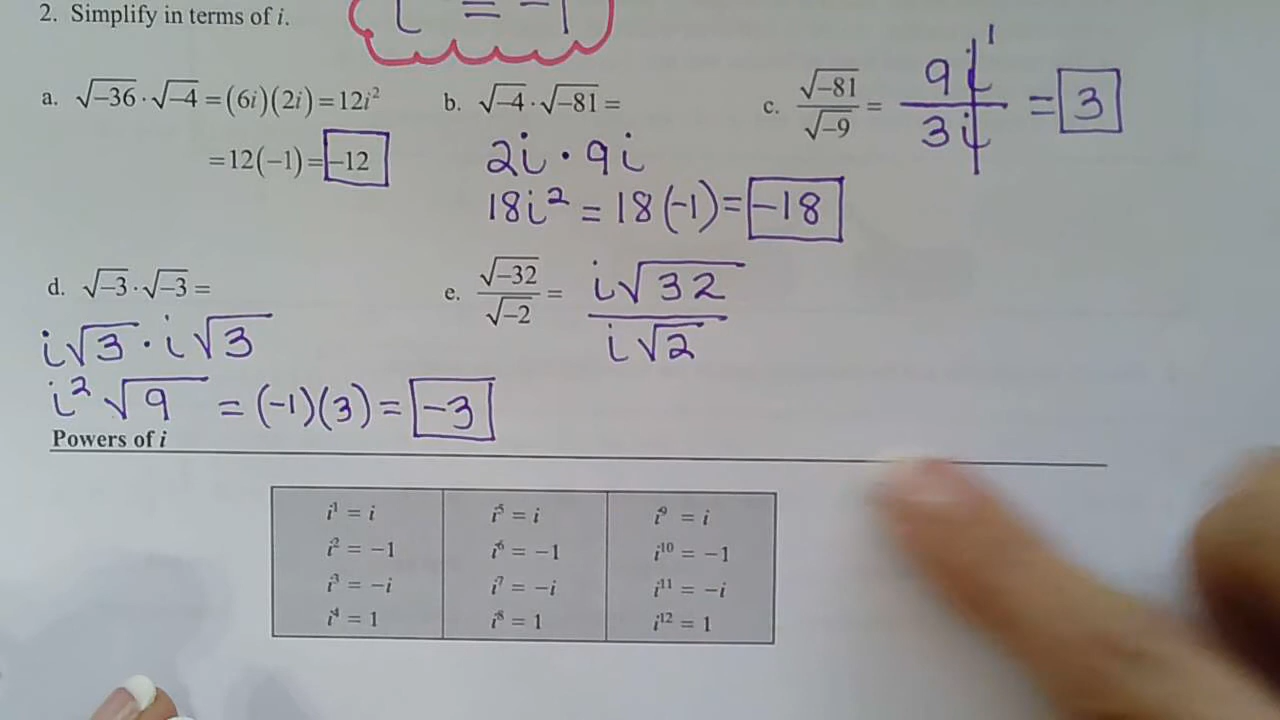 2. Simplify in terms of i.
i = -1
a. √-36 · √-4 = (6i)(2i) = 12i²
= 12(-1) = -12
b. √-4 · √-81 =
2i · 9i
18i² = 18(-1) = -18
c. √-81 / √-9 = 9i / 3i 1 = 3
d. √-3 · √-3 =
i√3 · i√3
i²√9 = (-1)(3) = -3
e. √-32 / √-2 = i√32 / i√2
Powers of i
i¹ = i
i² = -1
i³ = -i
i⁴ = 1
i⁵ = i
i⁶ = -1
i⁷ = -i
i⁸ = 1
i⁹ = i
i¹⁰ = -1
i¹¹ = -i
i¹² = 1